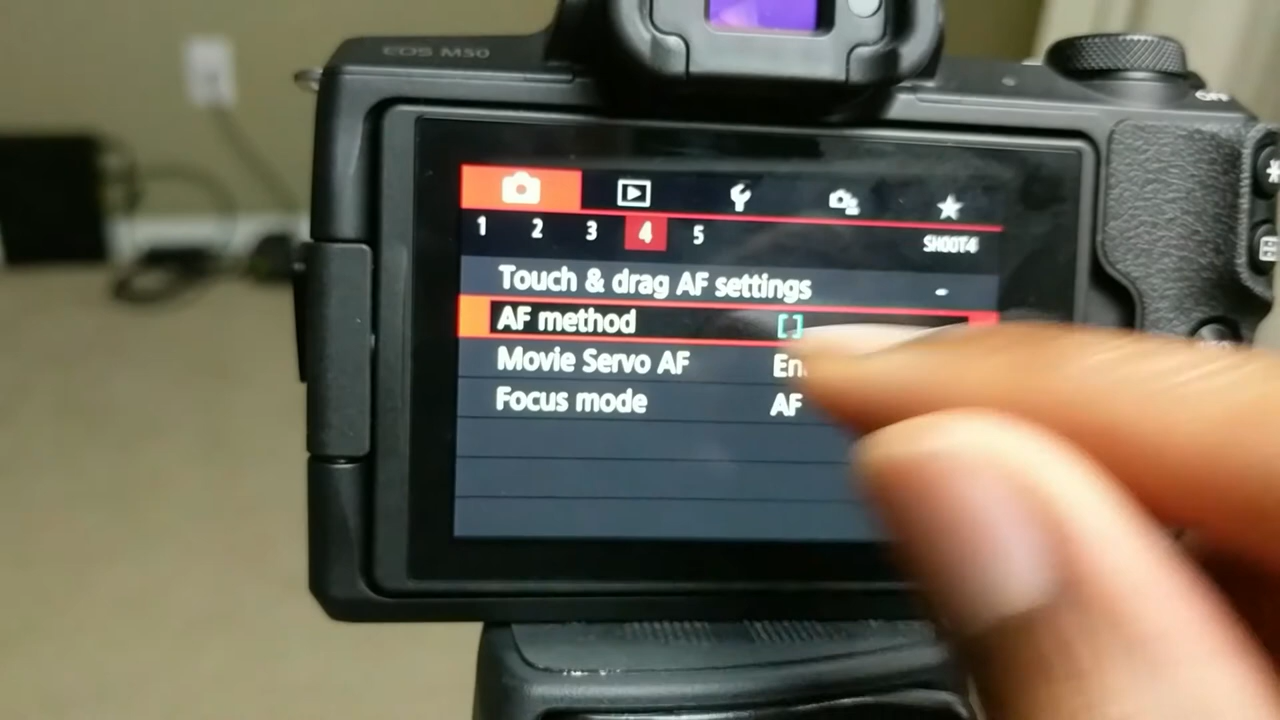 EOS M50
OFF
1 2 3 4 5
SHOOT4
Touch & drag AF settings -
AF method [ ]
Movie Servo AF
Focus mode AF